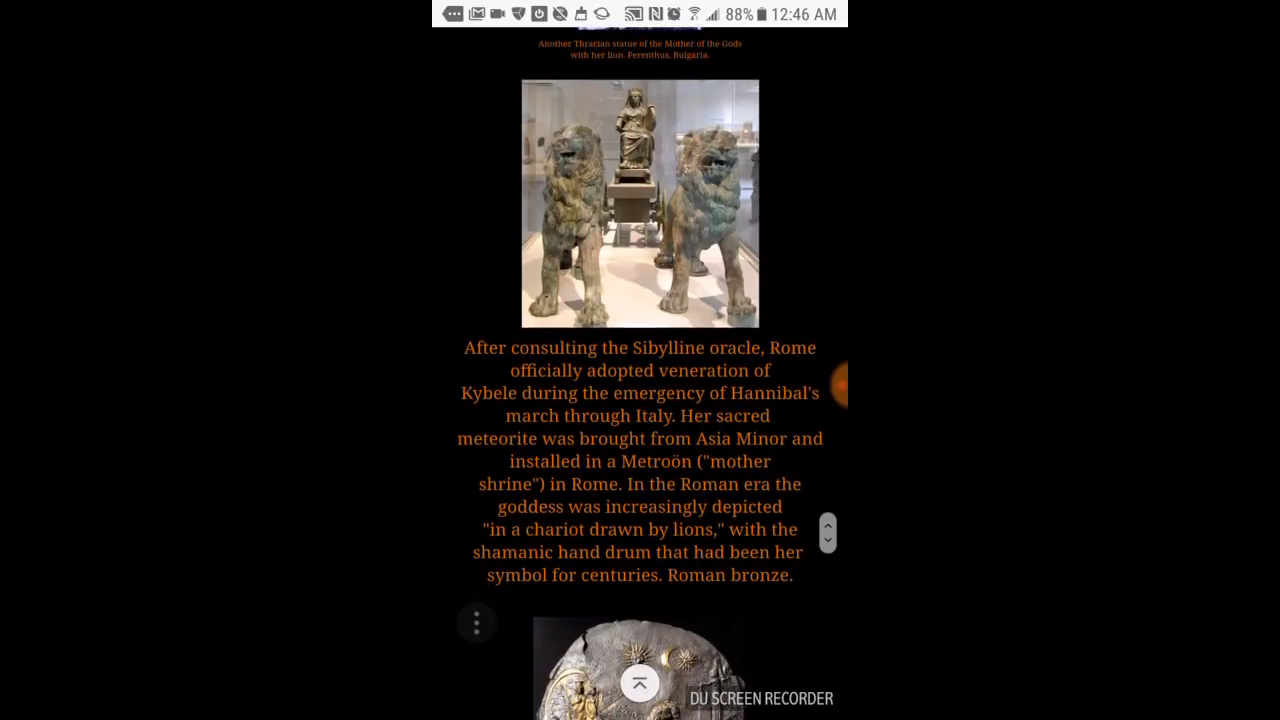 88% 12:46 AM
Another Thracian statue of the Mother of the Gods
with her lion. Perenthus, Bulgaria.
After consulting the Sibylline oracle, Rome
officially adopted veneration of
Kybele during the emergency of Hannibal's
march through Italy. Her sacred
meteorite was brought from Asia Minor and
installed in a Metroön ("mother
shrine") in Rome. In the Roman era the
goddess was increasingly depicted
"in a chariot drawn by lions," with the
shamanic hand drum that had been her
symbol for centuries. Roman bronze.
DU SCREEN RECORDER